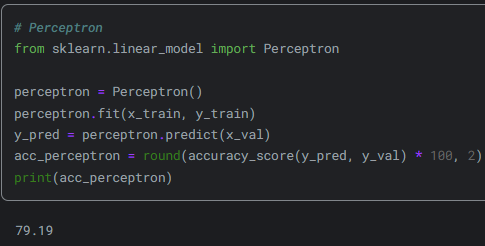 # Perceptron
from sklearn.linear_model import Perceptron
perceptron = Perceptron()
perceptron.fit(x_train, y_train)
y_pred = perceptron.predict(x_val)
acc_perceptron = round(accuracy_score(y_pred, y_val) * 100, 2)
print(acc_perceptron)
79.19